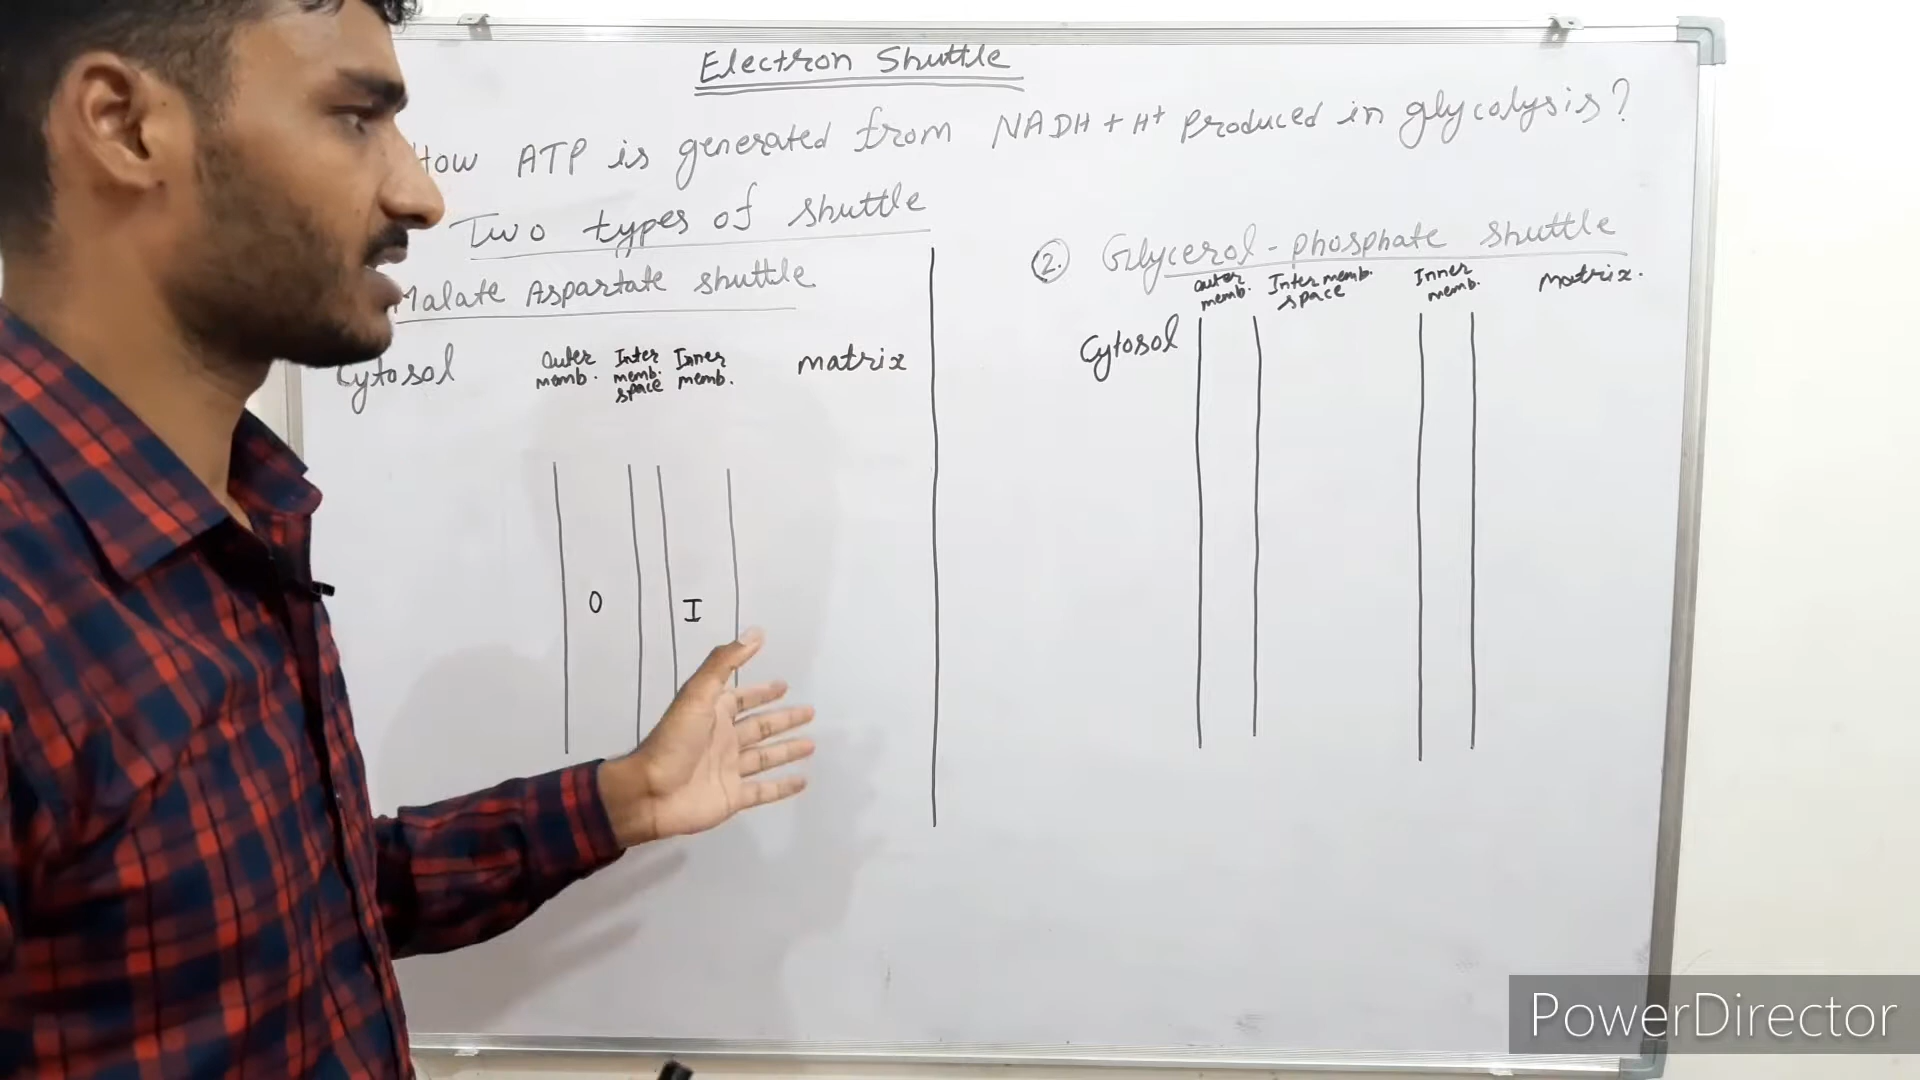 Electron Shuttle
How ATP is generated from NADH + H⁺ produced in glycolysis?
Two types of shuttle
Malate Aspartate shuttle
Cytosol
outer memb.
Inter memb. space
Inner memb.
matrix
O
I
2. Glycerol-phosphate shuttle
outer memb.
Inter memb. space
Inner memb.
matrix.
Cytosol
PowerDirector